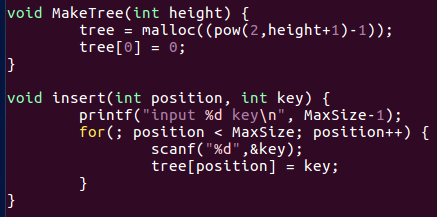 void MakeTree(int height) {
        tree = malloc((pow(2,height+1)-1));
        tree[0] = 0;
}

void insert(int position, int key) {
        printf("input %d key\n", MaxSize-1);
        for(; position < MaxSize; position++) {
                scanf("%d",&key);
                tree[position] = key;
        }
}